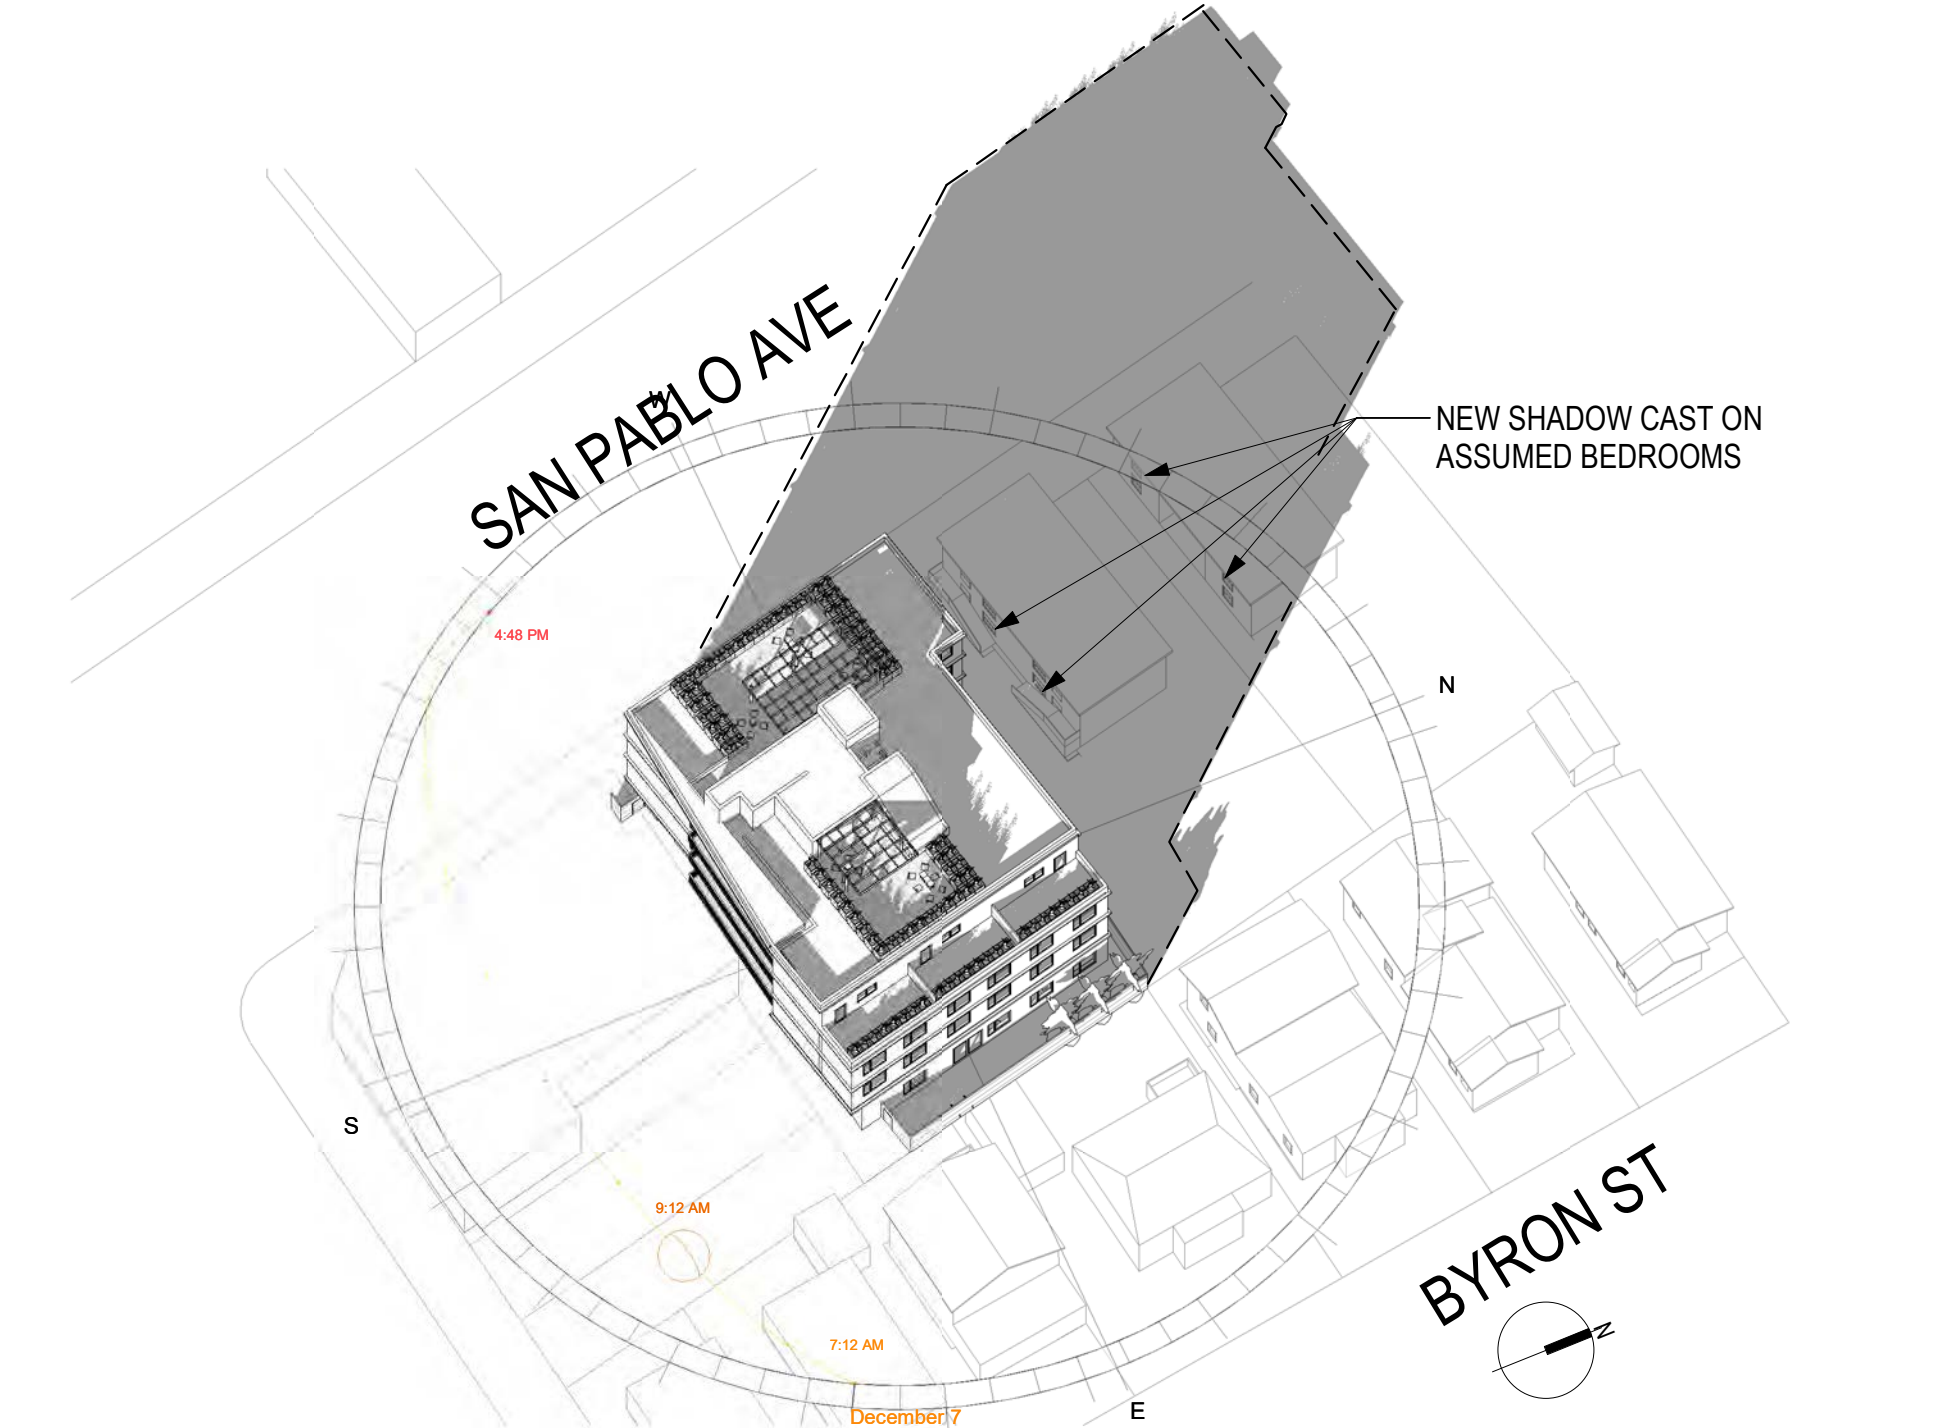 SAN PABLO AVE
W
NEW SHADOW CAST ON
ASSUMED BEDROOMS
4:48 PM
N
S
9:12 AM
7:12 AM
BYRON ST
N
December 7
E